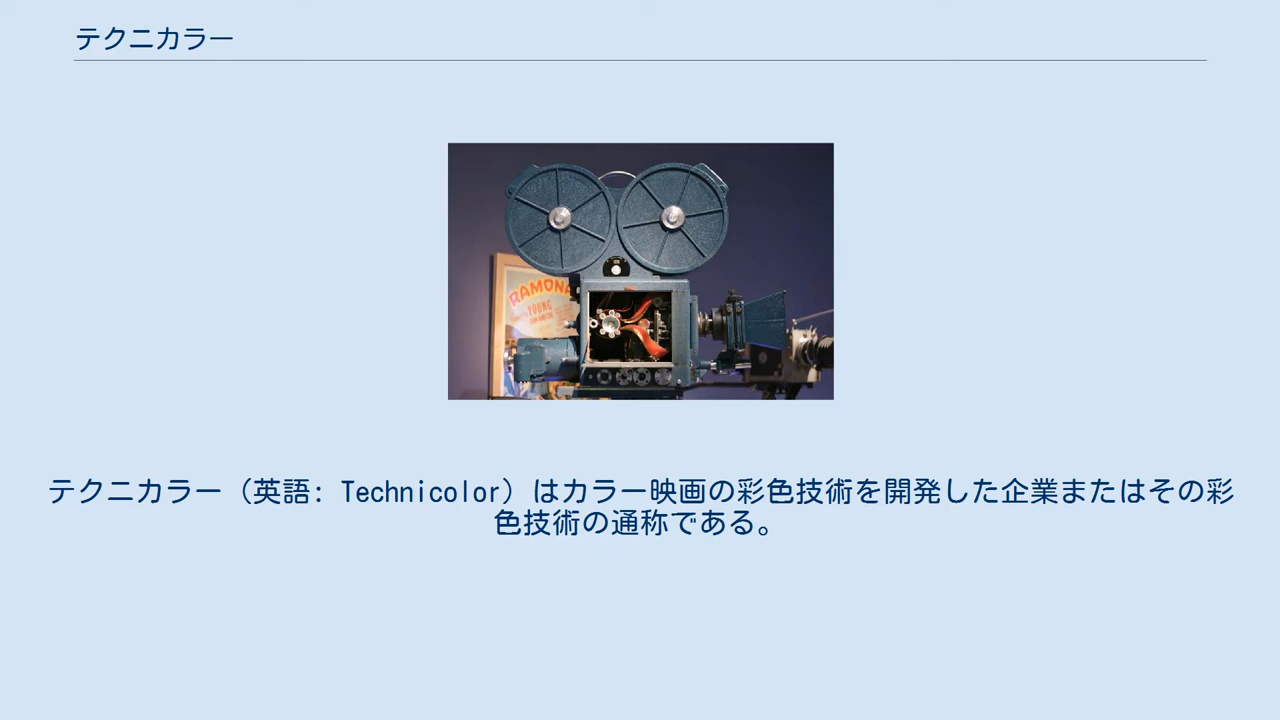 テクニカラー
RAMONA
YOUNG
テクニカラー（英語: Technicolor）はカラー映画の彩色技術を開発した企業またはその彩
色技術の通称である。